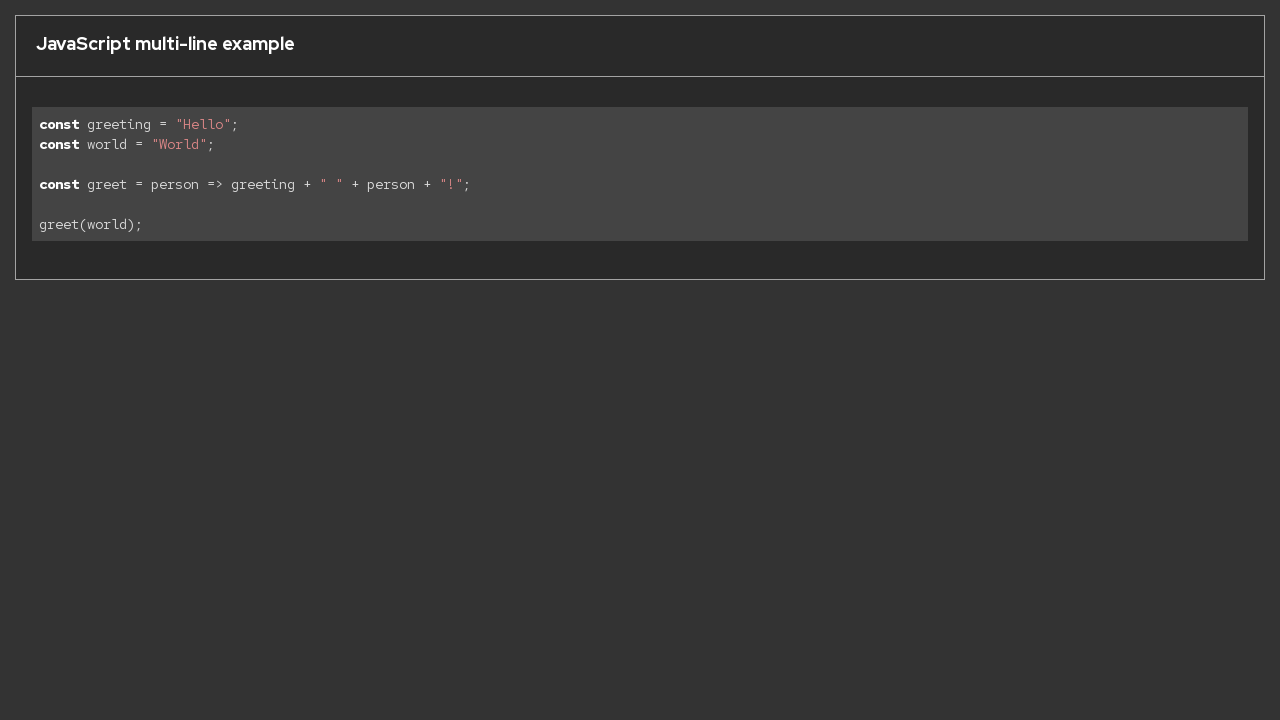 JavaScript multi-line example
const greeting = "Hello";
const world = "World";
const greet = person => greeting + " " + person + "!";
greet(world);